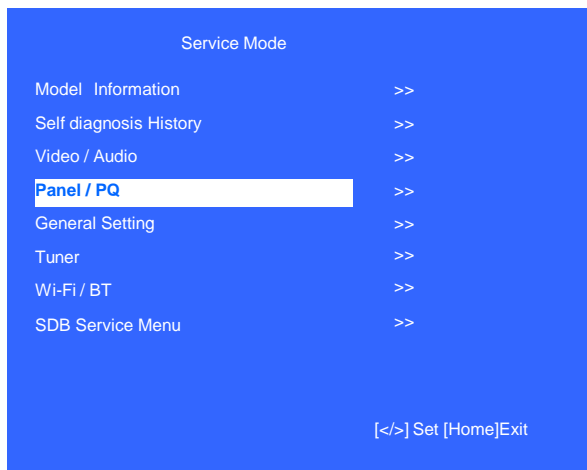 Service Mode
Model Information >>
Self diagnosis History >>
Video / Audio >>
Panel / PQ >>
General Setting >>
Tuner >>
Wi-Fi / BT >>
SDB Service Menu >>
[</>] Set [Home]Exit